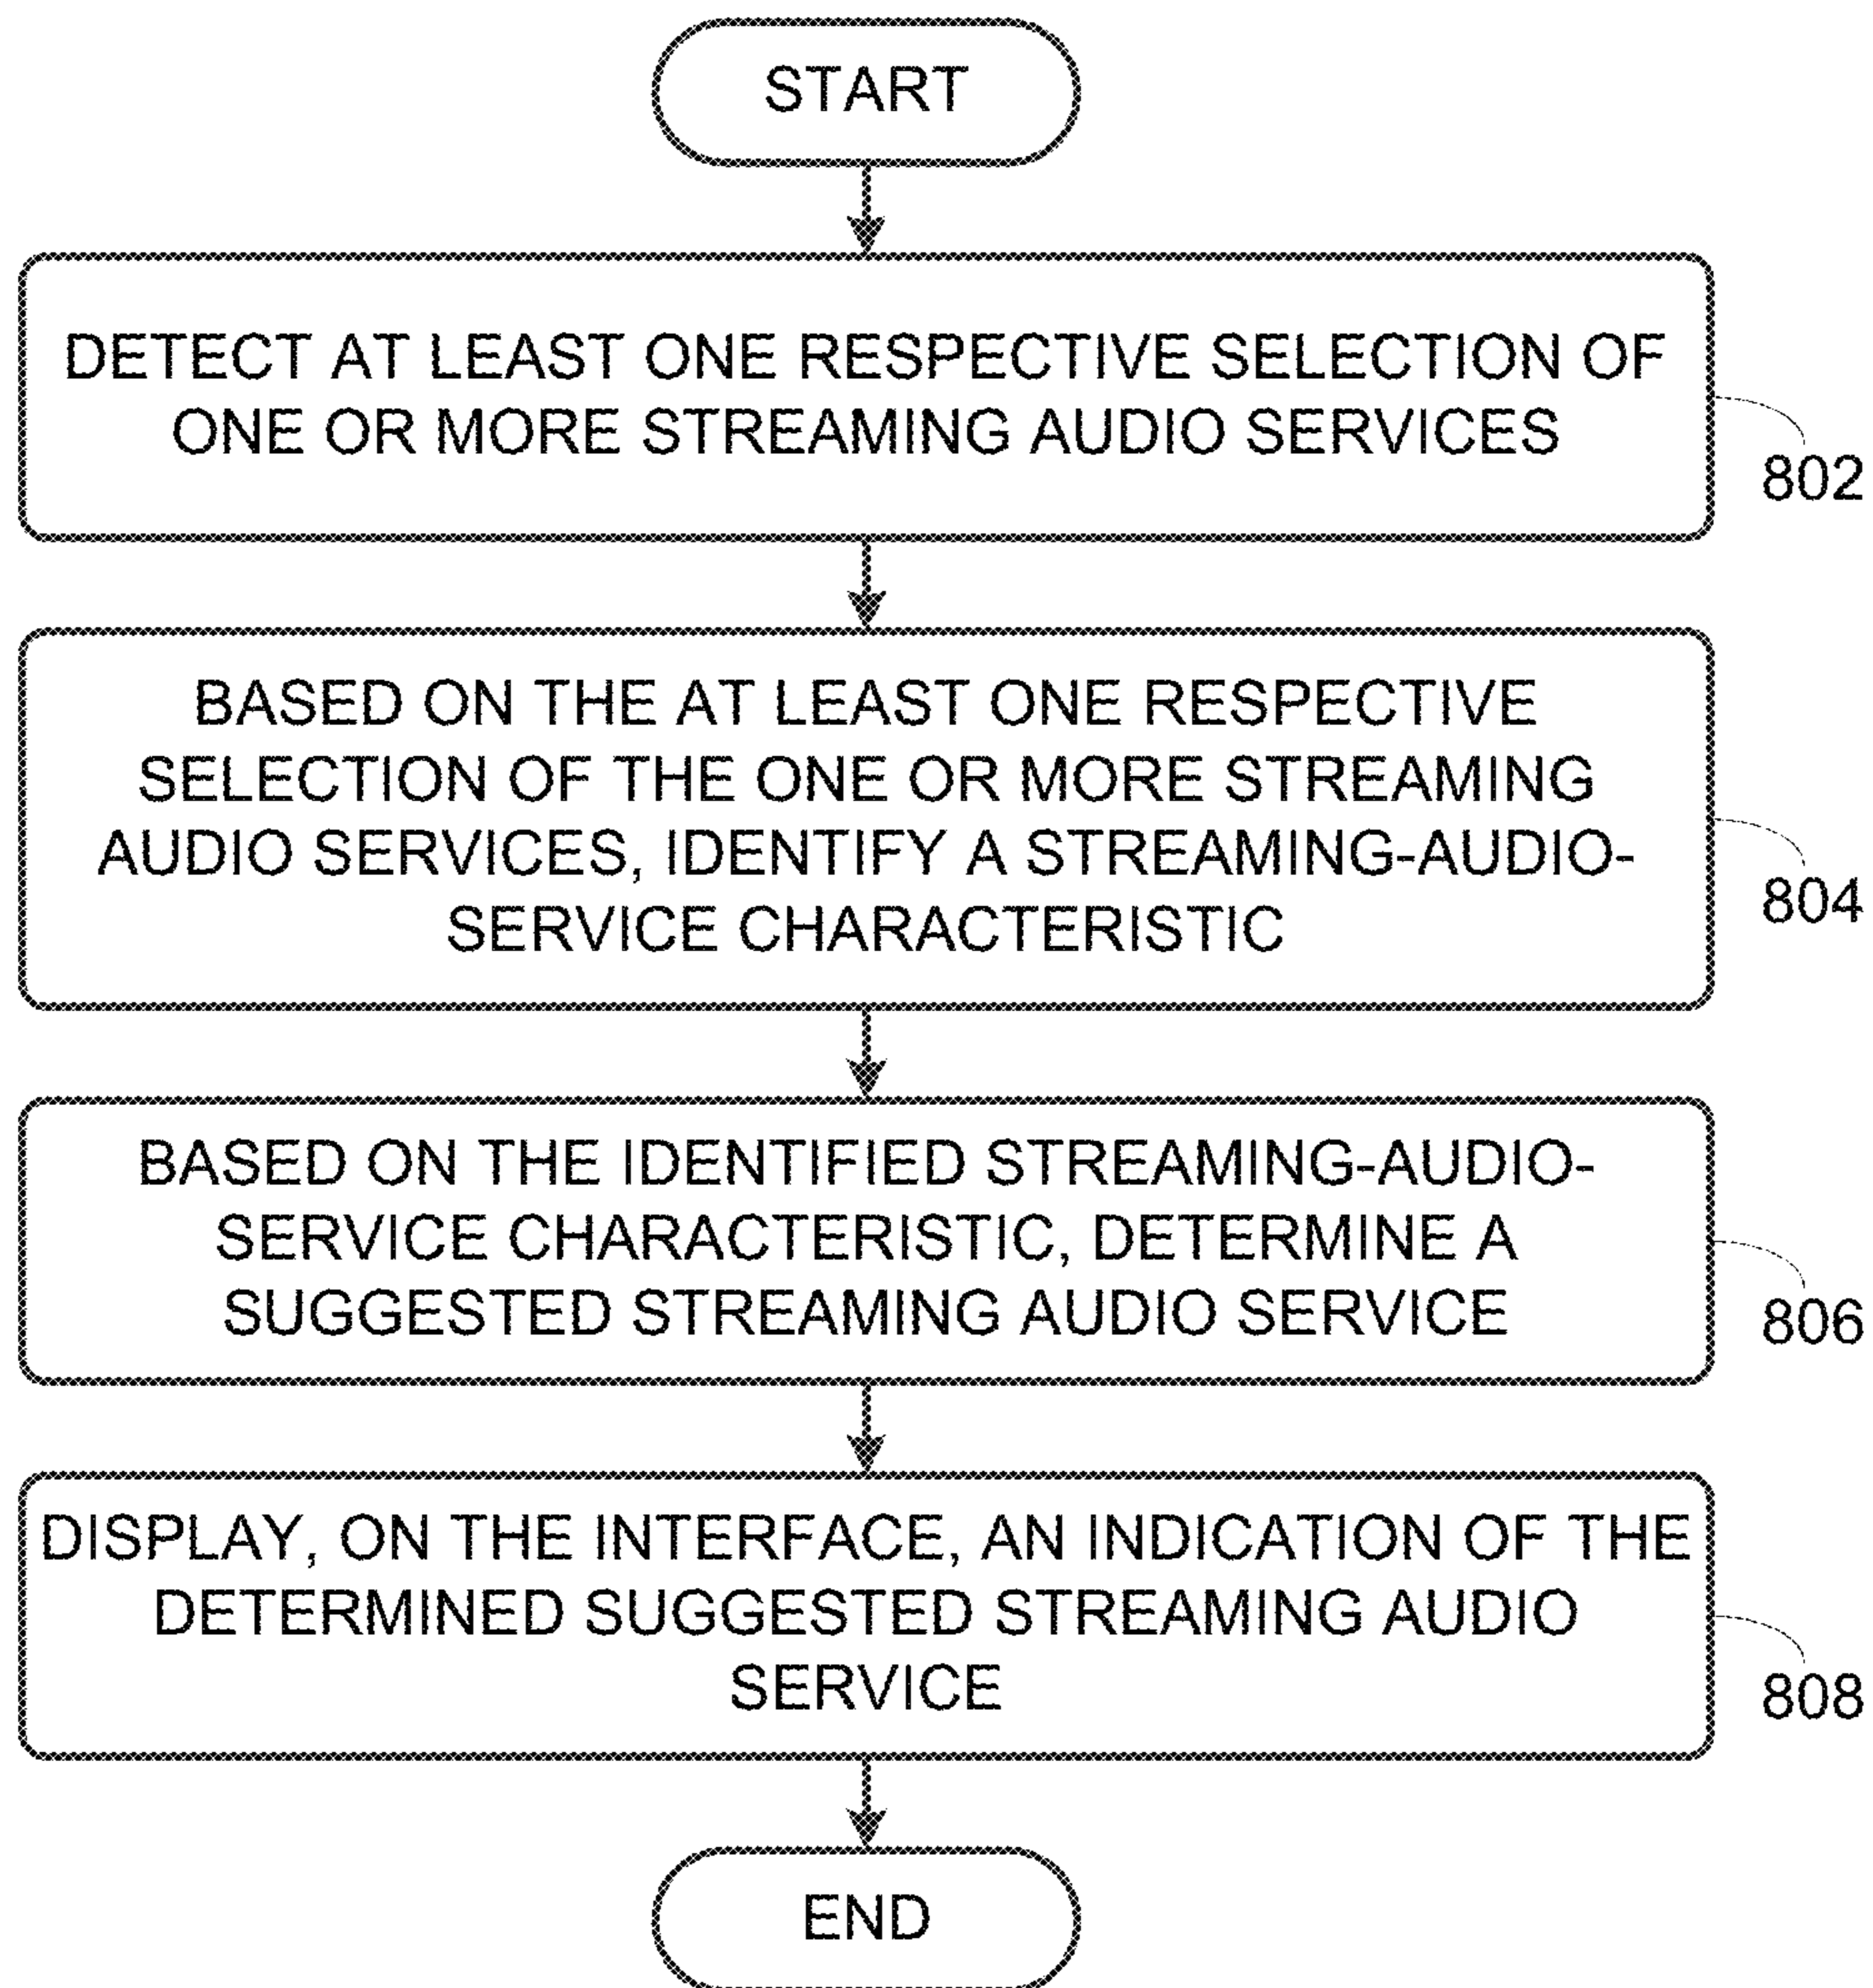 START
DETECT AT LEAST ONE RESPECTIVE SELECTION OF
ONE OR MORE STREAMING AUDIO SERVICES
802
BASED ON THE AT LEAST ONE RESPECTIVE
SELECTION OF THE ONE OR MORE STREAMING
AUDIO SERVICES, IDENTIFY A STREAMING-AUDIO-
SERVICE CHARACTERISTIC
804
BASED ON THE IDENTIFIED STREAMING-AUDIO-
SERVICE CHARACTERISTIC, DETERMINE A
SUGGESTED STREAMING AUDIO SERVICE
806
DISPLAY, ON THE INTERFACE, AN INDICATION OF THE
DETERMINED SUGGESTED STREAMING AUDIO
SERVICE
808
END